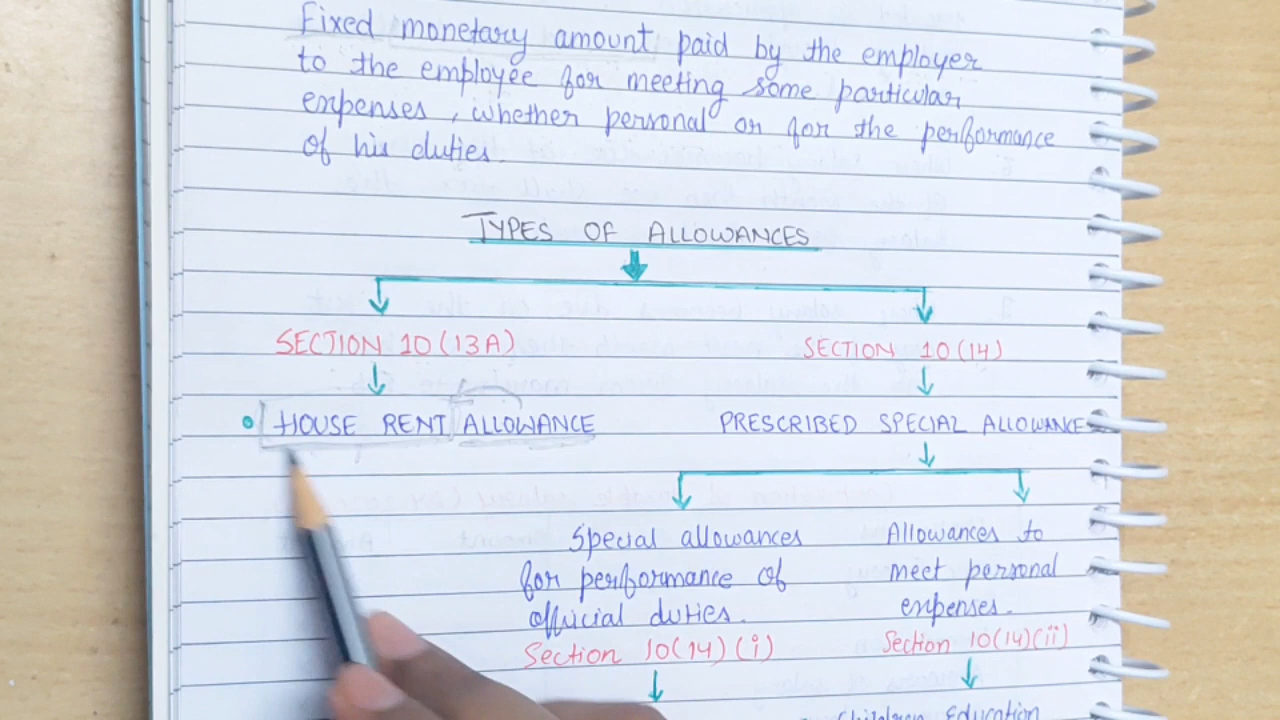 Fixed monetary amount paid by the employer
to the employee for meeting some particular
expenses, whether personal or for the performance
of his duties.
TYPES OF ALLOWANCES
SECTION 10(13A)
SECTION 10(14)
HOUSE RENT ALLOWANCE
PRESCRIBED SPECIAL ALLOWANCES
Special allowances
for performance of
official duties.
Section 10(14)(i)
Allowances to
meet personal
expenses.
Section 10(14)(ii)
Children Education